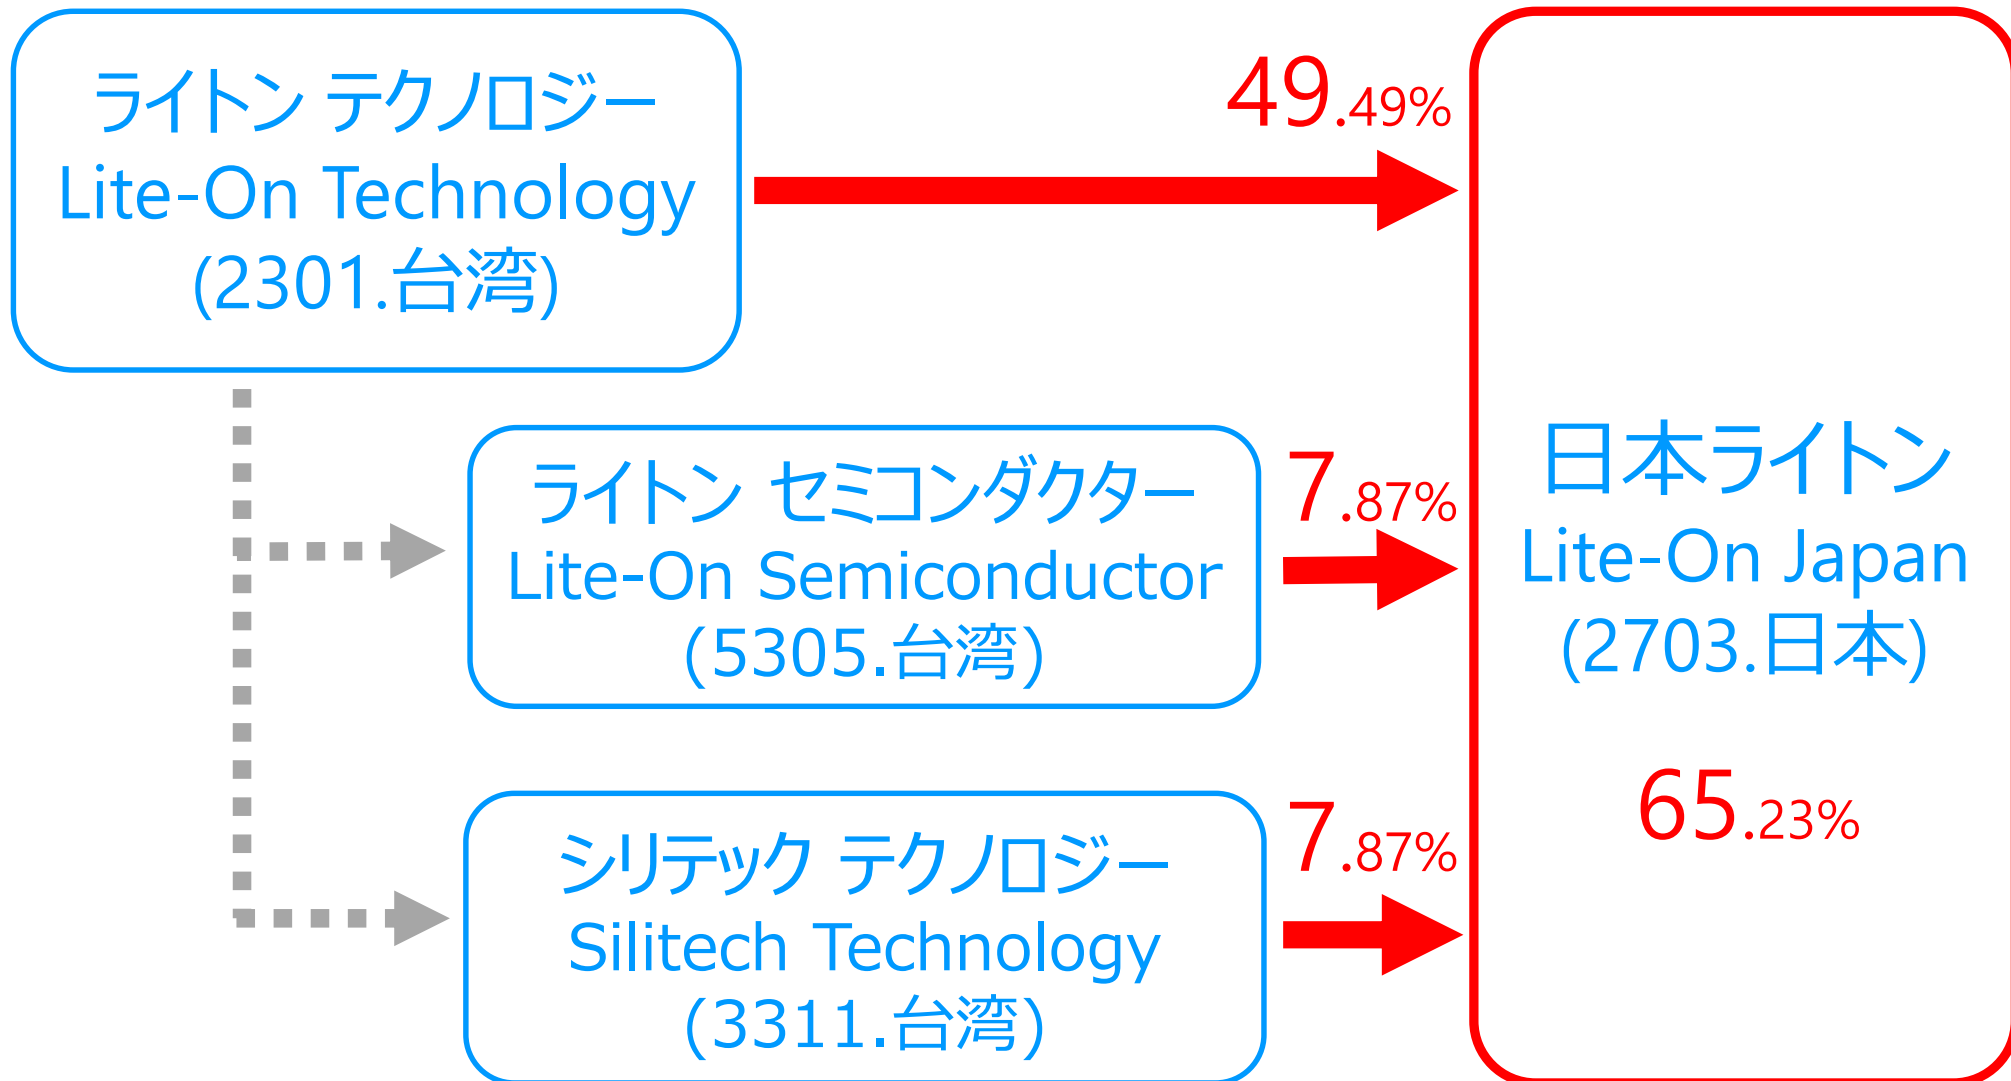 ライトン テクノロジー
Lite-On Technology
(2301.台湾)
49.49%
ライトン セミコンダクター
Lite-On Semiconductor
(5305.台湾)
7.87%
シリテック テクノロジー
Silitech Technology
(3311.台湾)
7.87%
日本ライトン
Lite-On Japan
(2703.日本)
65.23%